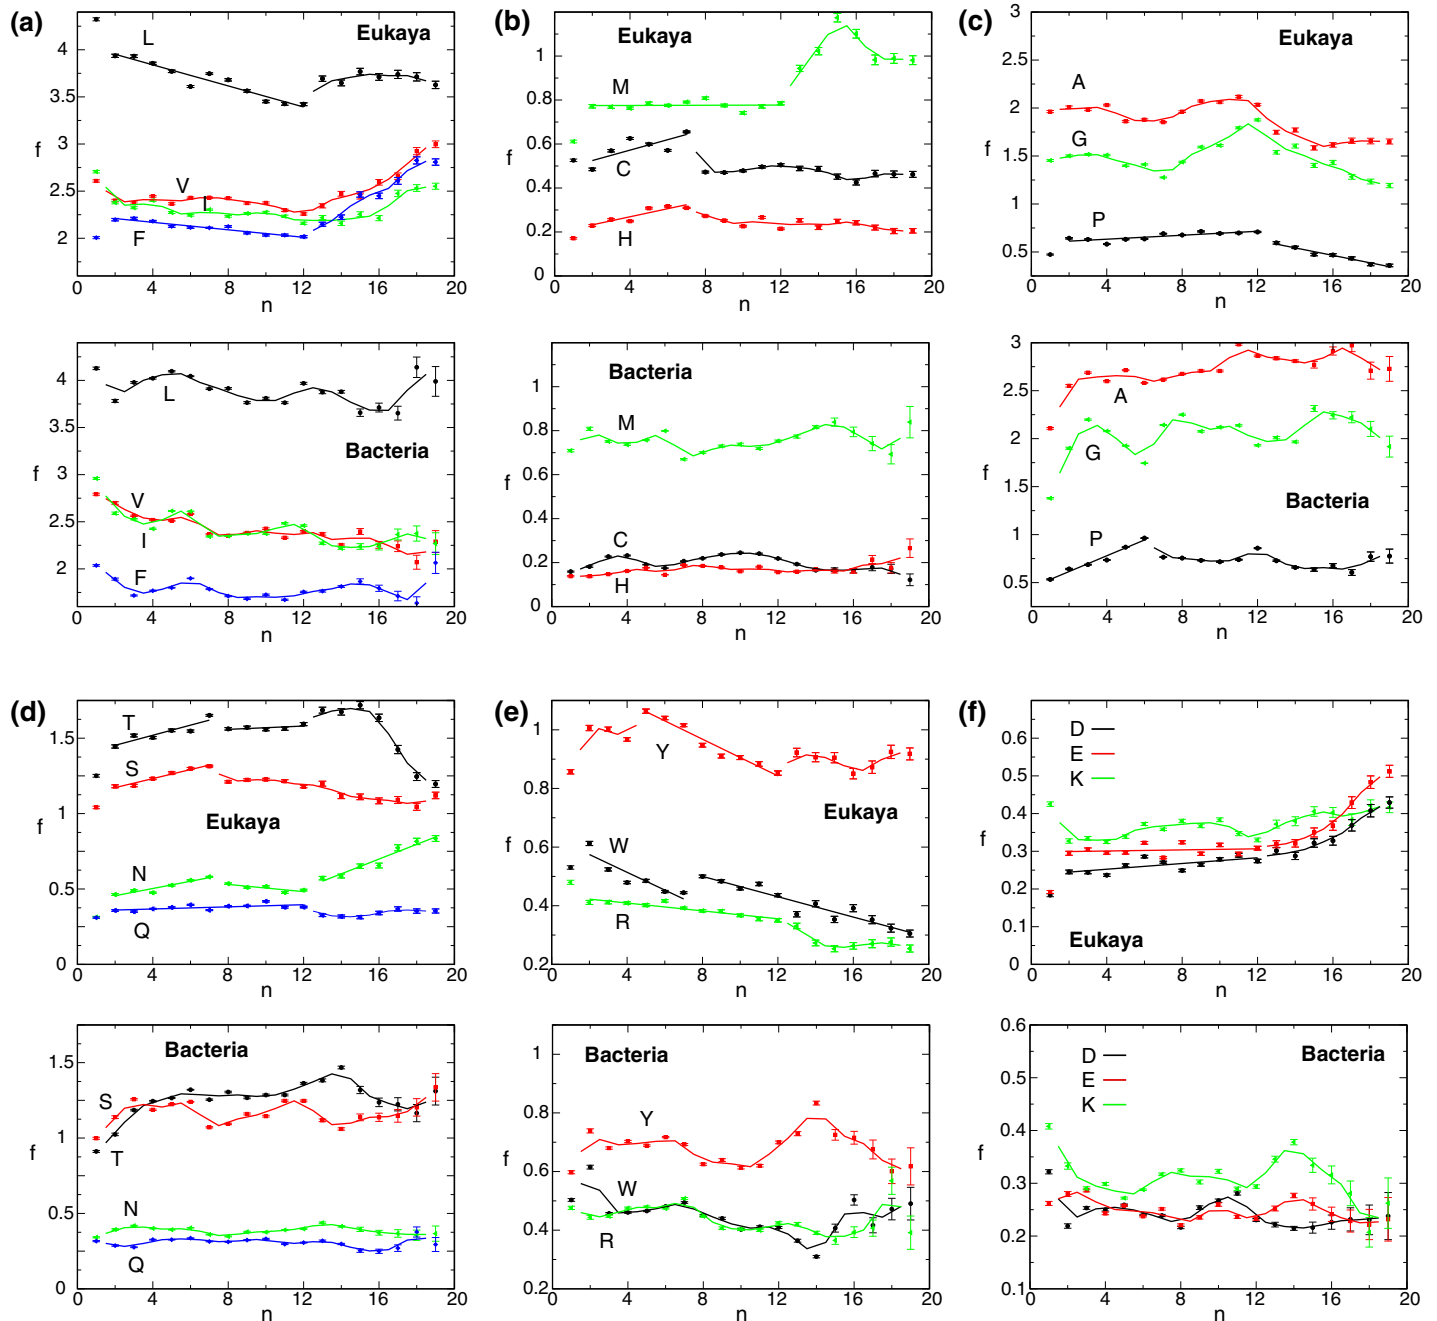 (a)
Eukaya
L
V
I
F
f
4
3.5
3
2.5
2
0 4 8 12 16 20
n
(b)
Eukaya
M
C
H
f
1
0.8
0.6
0.4
0.2
0
0 4 8 12 16 20
n
(c)
Eukaya
A
G
P
f
3
2.5
2
1.5
1
0.5
0 4 8 12 16 20
n
Bacteria
L
V
I
F
f
4
3.5
3
2.5
2
0 4 8 12 16 20
n
Bacteria
M
C
H
f
1
0.8
0.6
0.4
0.2
0
0 4 8 12 16 20
n
Bacteria
A
G
P
f
3
2.5
2
1.5
1
0.5
0 4 8 12 16 20
n
(d)
T
S
Eukaya
N
Q
f
1.5
1
0.5
0
0 4 8 12 16 20
n
(e)
Y
Eukaya
W
R
f
1
0.8
0.6
0.4
0.2
0 4 8 12 16 20
n
(f)
D
E
K
Eukaya
f
0.6
0.5
0.4
0.3
0.2
0.1
0
0 4 8 12 16 20
n
Bacteria
S
T
N
Q
f
1.5
1
0.5
0
0 4 8 12 16 20
n
Bacteria
Y
W
R
f
1
0.8
0.6
0.4
0.2
0 4 8 12 16 20
n
Bacteria
D
E
K
f
0.6
0.5
0.4
0.3
0.2
0.1
0 4 8 12 16 20
n